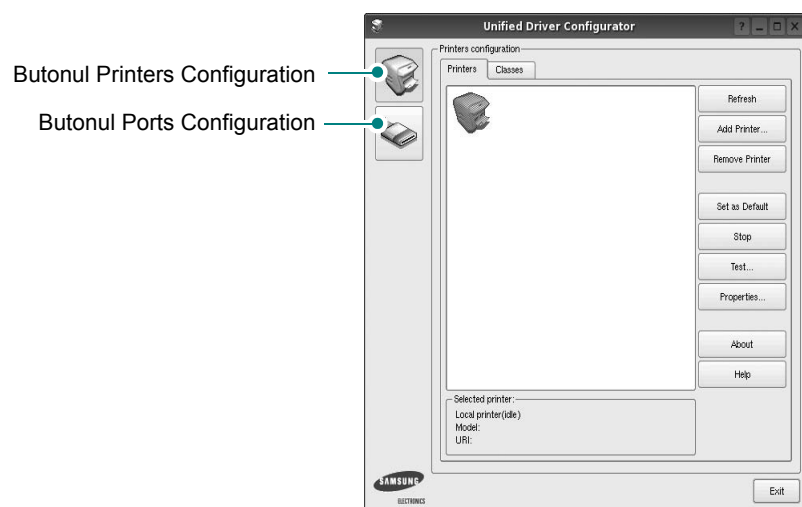 Unified Driver Configurator
Butonul Printers Configuration
Butonul Ports Configuration
Printers configuration
Printers
Classes
Refresh
Add Printer...
Remove Printer
Set as Default
Stop
Test...
Properties...
About
Help
Selected printer:
Local printer(idle)
Model:
URI:
SAMSUNG
ELECTRONICS
Exit